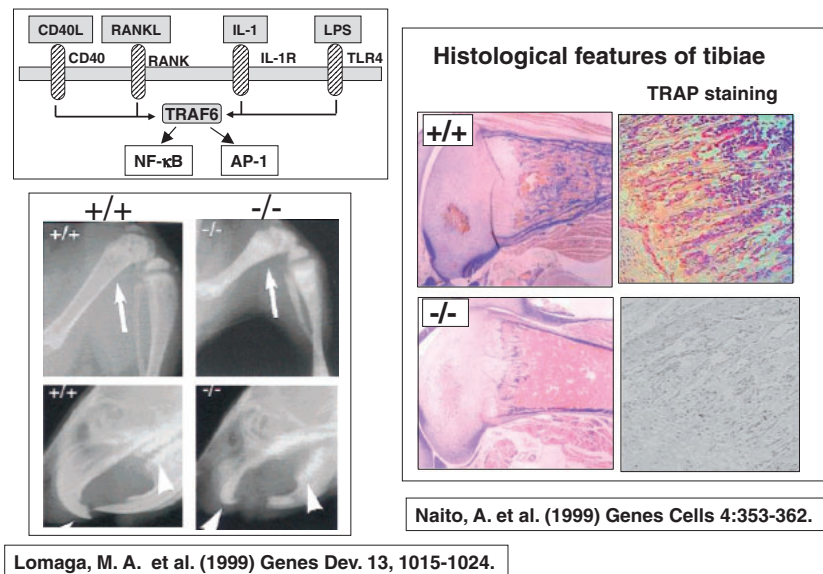 CD40L RANKL IL-1 LPS
CD40 RANK IL-1R TLR4
TRAF6
NF-κB AP-1
+/+ -/-
+/+ -/-
+/+ -/-
Lomaga, M. A. et al. (1999) Genes Dev. 13, 1015-1024.
Histological features of tibiae
TRAP staining
+/+
-/-
Naito, A. et al. (1999) Genes Cells 4:353-362.